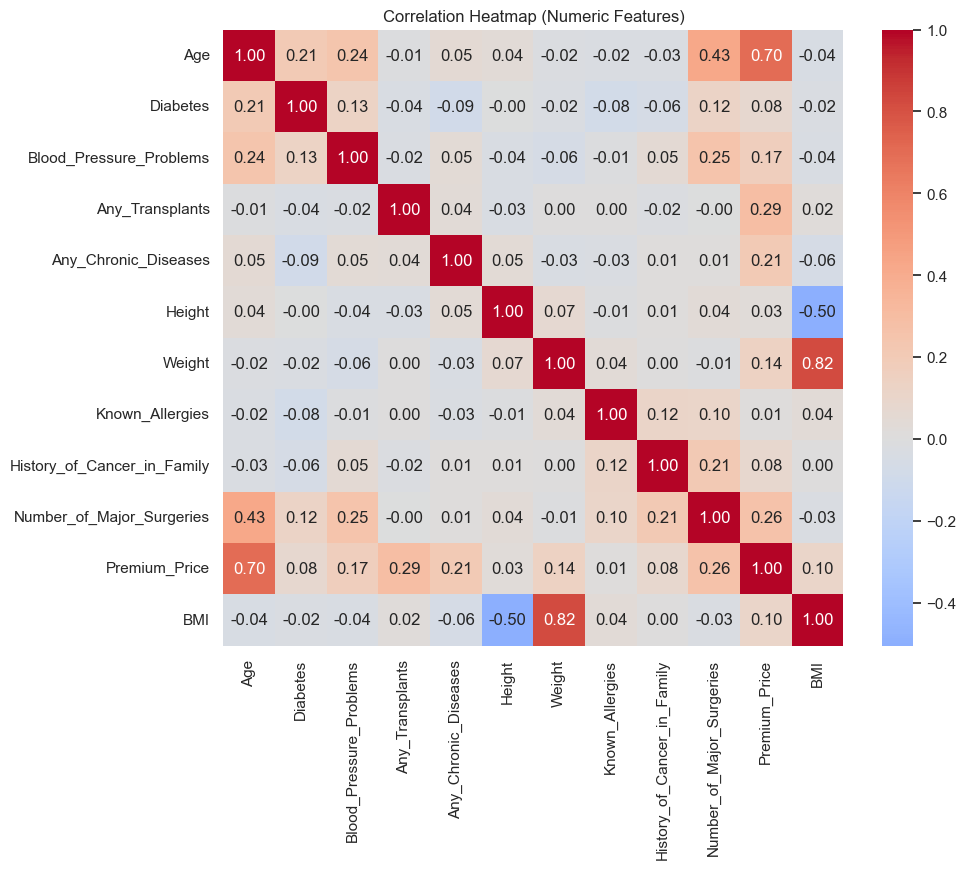 Correlation Heatmap (Numeric Features)
Age 1.00 0.21 0.24 -0.01 0.05 0.04 -0.02 -0.02 -0.03 0.43 0.70 -0.04
Diabetes 0.21 1.00 0.13 -0.04 -0.09 -0.00 -0.02 -0.08 -0.06 0.12 0.08 -0.02
Blood_Pressure_Problems 0.24 0.13 1.00 -0.02 0.05 -0.04 -0.06 -0.01 0.05 0.25 0.17 -0.04
Any_Transplants -0.01 -0.04 -0.02 1.00 0.04 -0.03 0.00 0.00 -0.02 -0.00 0.29 0.02
Any_Chronic_Diseases 0.05 -0.09 0.05 0.04 1.00 0.05 -0.03 -0.03 0.01 0.01 0.21 -0.06
Height 0.04 -0.00 -0.04 -0.03 0.05 1.00 0.07 -0.01 0.01 0.04 0.03 -0.50
Weight -0.02 -0.02 -0.06 0.00 -0.03 0.07 1.00 0.04 0.00 -0.01 0.14 0.82
Known_Allergies -0.02 -0.08 -0.01 0.00 -0.03 -0.01 0.04 1.00 0.12 0.10 0.01 0.04
History_of_Cancer_in_Family -0.03 -0.06 0.05 -0.02 0.01 0.01 0.00 0.12 1.00 0.21 0.08 0.00
Number_of_Major_Surgeries 0.43 0.12 0.25 -0.00 0.01 0.04 -0.01 0.10 0.21 1.00 0.26 -0.03
Premium_Price 0.70 0.08 0.17 0.29 0.21 0.03 0.14 0.01 0.08 0.26 1.00 0.10
BMI -0.04 -0.02 -0.04 0.02 -0.06 -0.50 0.82 0.04 0.00 -0.03 0.10 1.00
Age
Diabetes
Blood_Pressure_Problems
Any_Transplants
Any_Chronic_Diseases
Height
Weight
Known_Allergies
History_of_Cancer_in_Family
Number_of_Major_Surgeries
Premium_Price
BMI
1.0
0.8
0.6
0.4
0.2
0.0
−0.2
−0.4